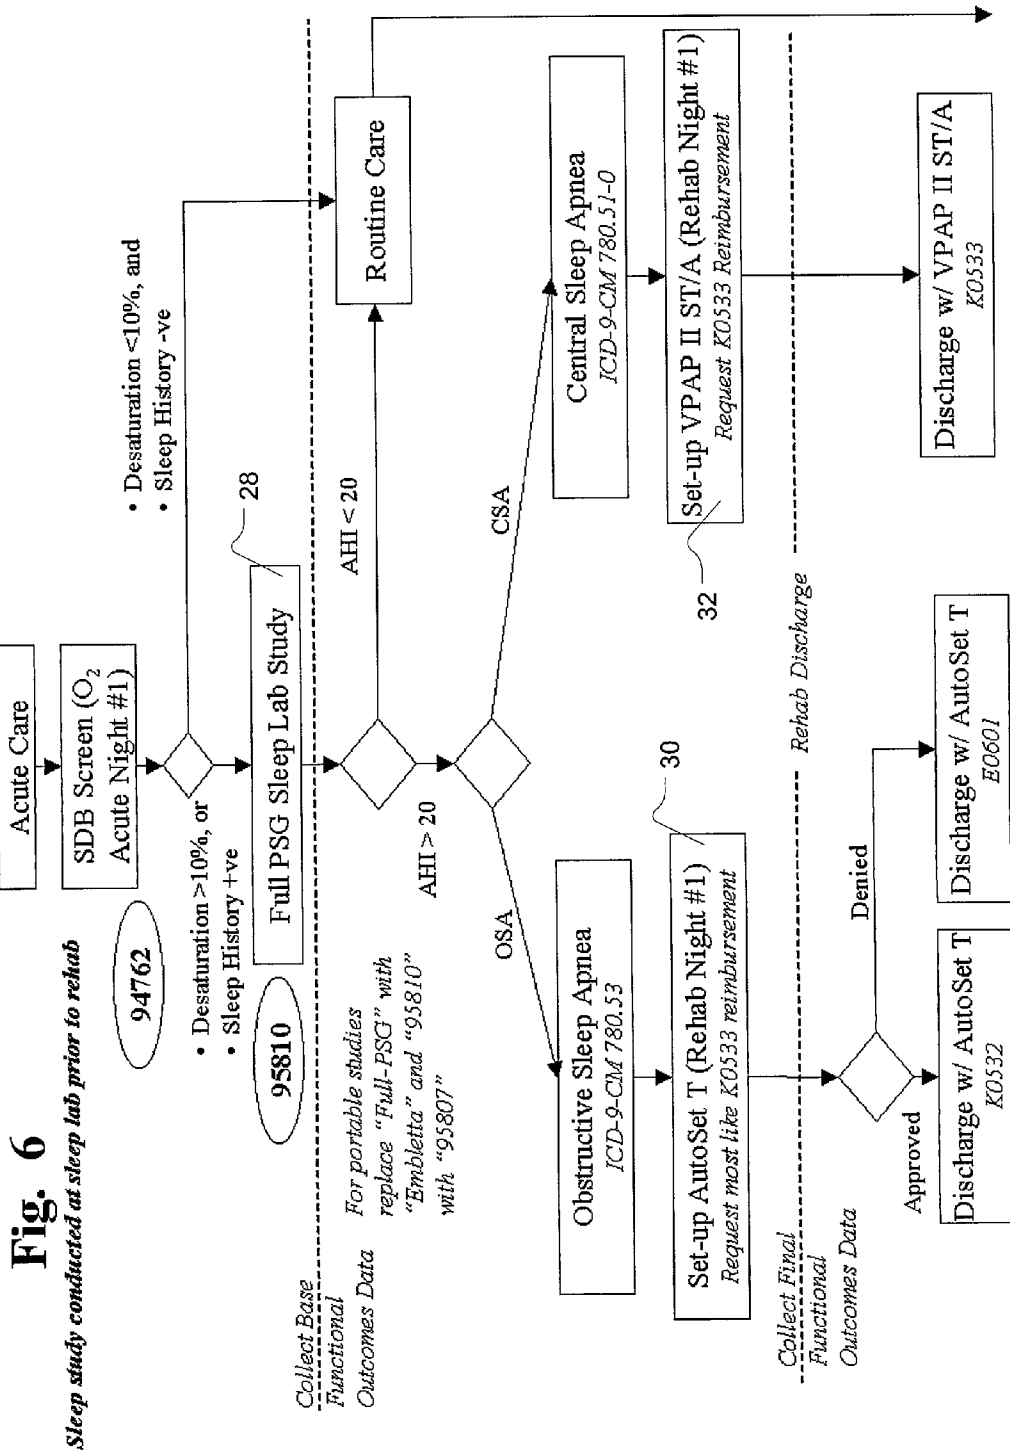 Fig. 6
Sleep study conducted at sleep lab prior to rehab
Acute Care
94762
SDB Screen (O2
Acute Night #1)
• Desaturation <10%, and
• Sleep History -ve
• Desaturation >10%, or
• Sleep History +ve
95810
Full PSG Sleep Lab Study
28
Collect Base
Functional
Outcomes Data
For portable studies
replace “Full-PSG” with
“Embletta” and “95810”
with “95807”
AHI < 20
Routine Care
AHI > 20
OSA
CSA
Obstructive Sleep Apnea
ICD-9-CM 780.53
Central Sleep Apnea
ICD-9-CM 780.51-0
30
Set-up AutoSet T (Rehab Night #1)
Request most like K0533 reimbursement
32
Set-up VPAP II ST/A (Rehab Night #1)
Request K0533 Reimbursement
Collect Final
Functional
Outcomes Data
Rehab Discharge
Approved
Denied
Discharge w/ AutoSet T
K0532
Discharge w/ AutoSet T
E0601
Discharge w/ VPAP II ST/A
K0533